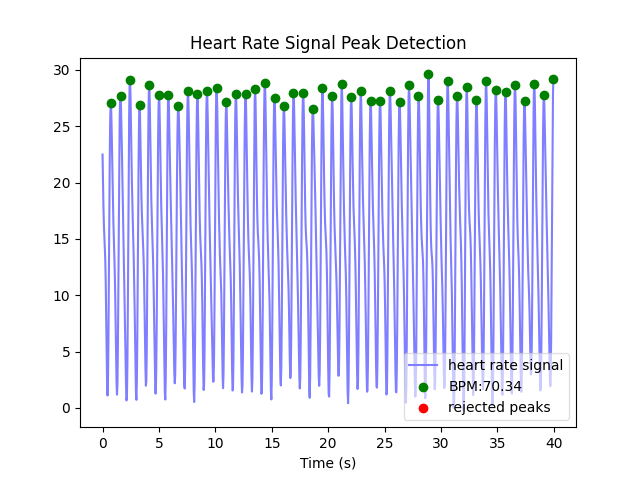 Heart Rate Signal Peak Detection
30
25
20
15
10
5
0
heart rate signal
BPM:70.34
rejected peaks
0 5 10 15 20 25 30 35 40
Time (s)